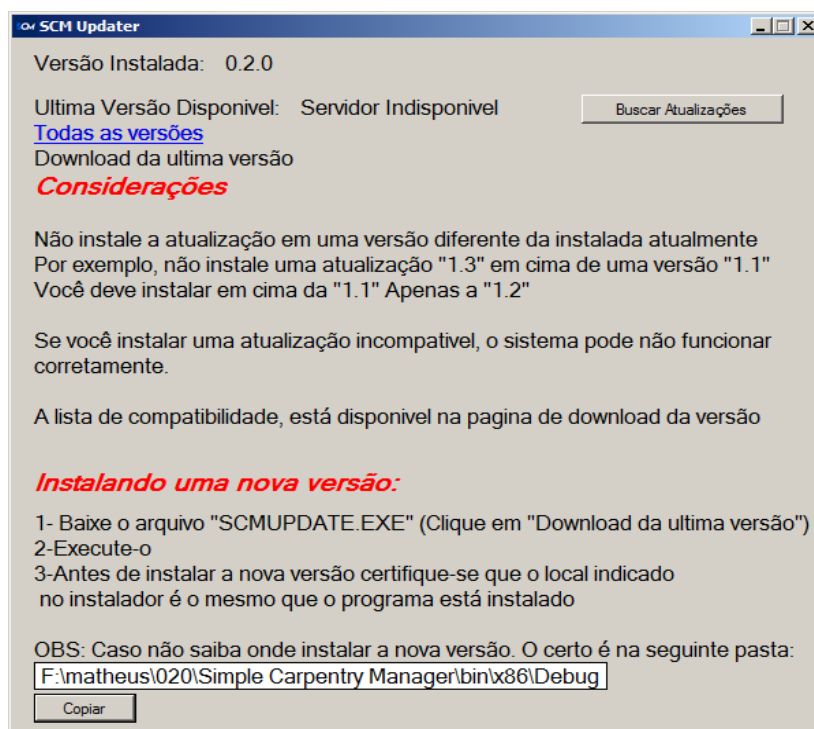 SCM Updater
Versão Instalada: 0.2.0
Ultima Versão Disponivel: Servidor Indisponivel
Buscar Atualizações
Todas as versões
Download da ultima versão
Considerações
Não instale a atualização em uma versão diferente da instalada atualmente
Por exemplo, não instale uma atualização "1.3" em cima de uma versão "1.1"
Você deve instalar em cima da "1.1" Apenas a "1.2"
Se você instalar uma atualização incompativel, o sistema pode não funcionar
corretamente.
A lista de compatibilidade, está disponivel na pagina de download da versão
Instalando uma nova versão:
1- Baixe o arquivo "SCMUPDATE.EXE" (Clique em "Download da ultima versão")
2-Execute-o
3-Antes de instalar a nova versão certifique-se que o local indicado
no instalador é o mesmo que o programa está instalado
OBS: Caso não saiba onde instalar a nova versão. O certo é na seguinte pasta:
F:\matheus\020\Simple Carpentry Manager\bin\x86\Debug
Copiar